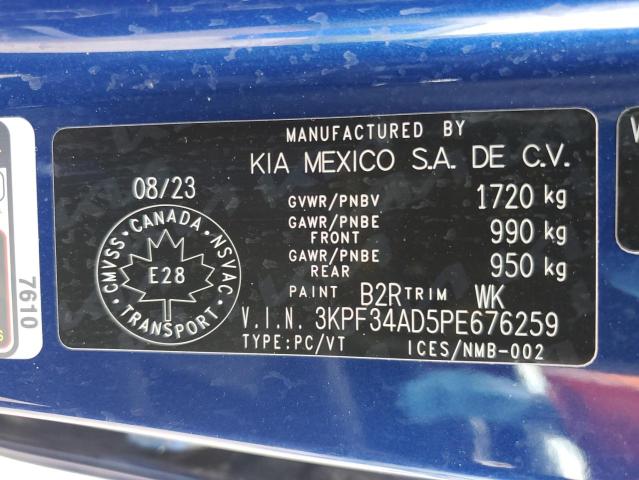 MANUFACTURED BY
KIA MEXICO S.A. DE C.V.
08/23
GVWR/PNBV 1720 kg
GAWR/PNBE FRONT 990 kg
GAWR/PNBE REAR 950 kg
PAINT B2R TRIM WK
V.I.N. 3KPF34AD5PE676259
TYPE:PC/VT ICES/NMB-002
CMVSS • CANADA • NSVAC • TRANSPORT •
E28
7610